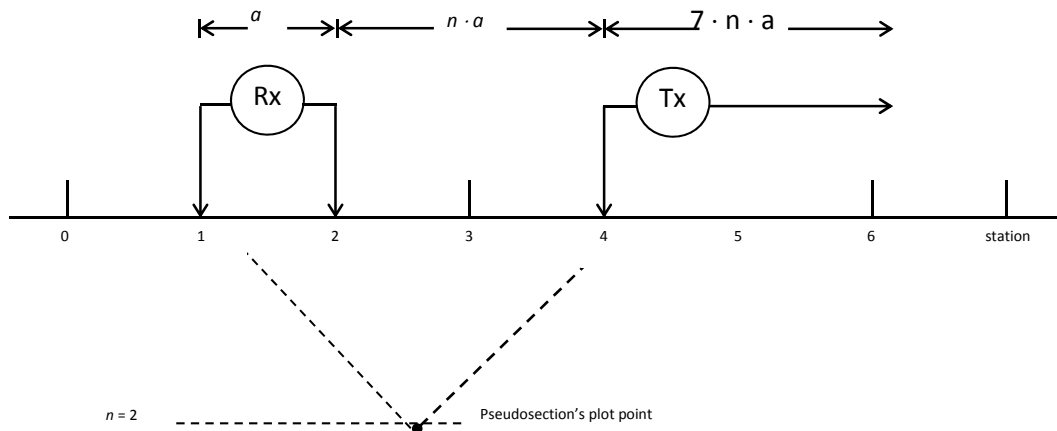 a n · a 7 · n · a
Rx Tx
0 1 2 3 4 5 6 station
n = 2 Pseudosection's plot point